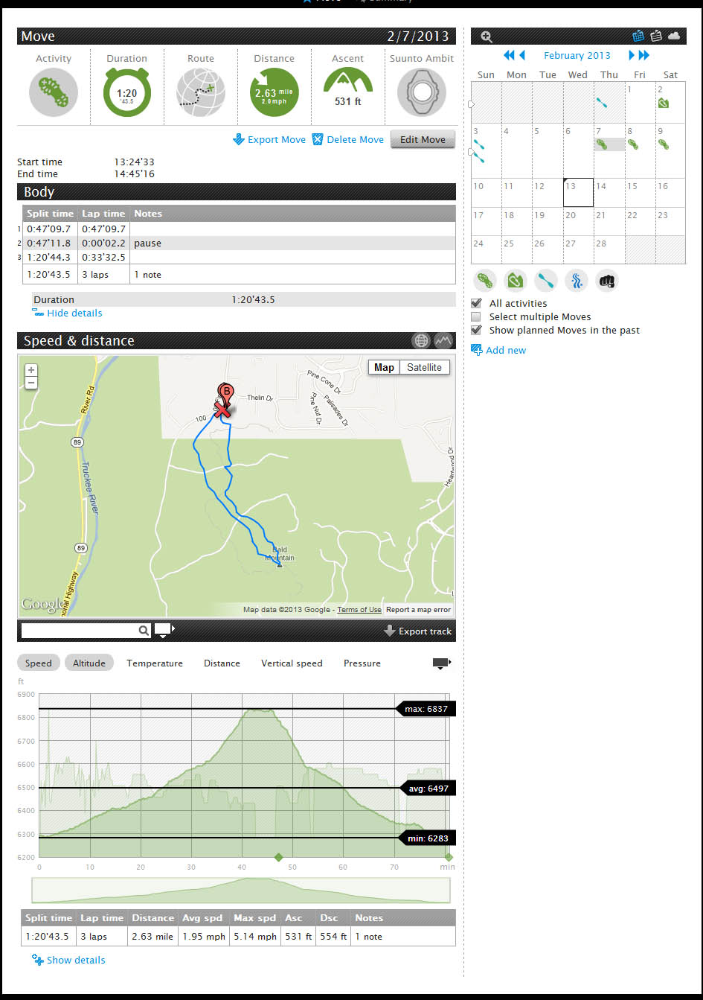 Move Summary
Move 2/7/2013
Activity Duration Route Distance Ascent Suunto Ambit
1:20
'43.5
2.63 mile
2.0mph
531 ft
Export Move Delete Move Edit Move
Start time 13:24'33
End time 14:45'16
Body
Split time Lap time Notes
1 0:47'09.7 0:47'09.7
2 0:47'11.8 0:00'02.2 pause
3 1:20'44.3 0:33'32.5
1:20'43.5 3 laps 1 note
Duration 1:20'43.5
Hide details
Speed & distance
+
−
Map Satellite
River Rd
Pine Cone Dr
Thelin Dr
Pine Nut Dr
Palisades Dr
B
100
89
Truckee River
89
Bald
Mountain
Google
Map data ©2013 Google - Terms of Use Report a map error
Export track
Speed Altitude Temperature Distance Vertical speed Pressure
ft
6900
6800
6700
6600
6500
6400
6300
6200
max: 6837
avg: 6497
min: 6283
0 10 20 30 40 50 60 70 min
Split time Lap time Distance Avg spd Max spd Asc Dsc Notes
1:20'43.5 3 laps 2.63 mile 1.95 mph 5.14 mph 531 ft 554 ft 1 note
Show details
February 2013
Sun Mon Tue Wed Thu Fri Sat
1 2
3 4 5 6 7 8 9
10 11 12 13 14 15 16
17 18 19 20 21 22 23
24 25 26 27 28
All activities
Select multiple Moves
Show planned Moves in the past
Add new